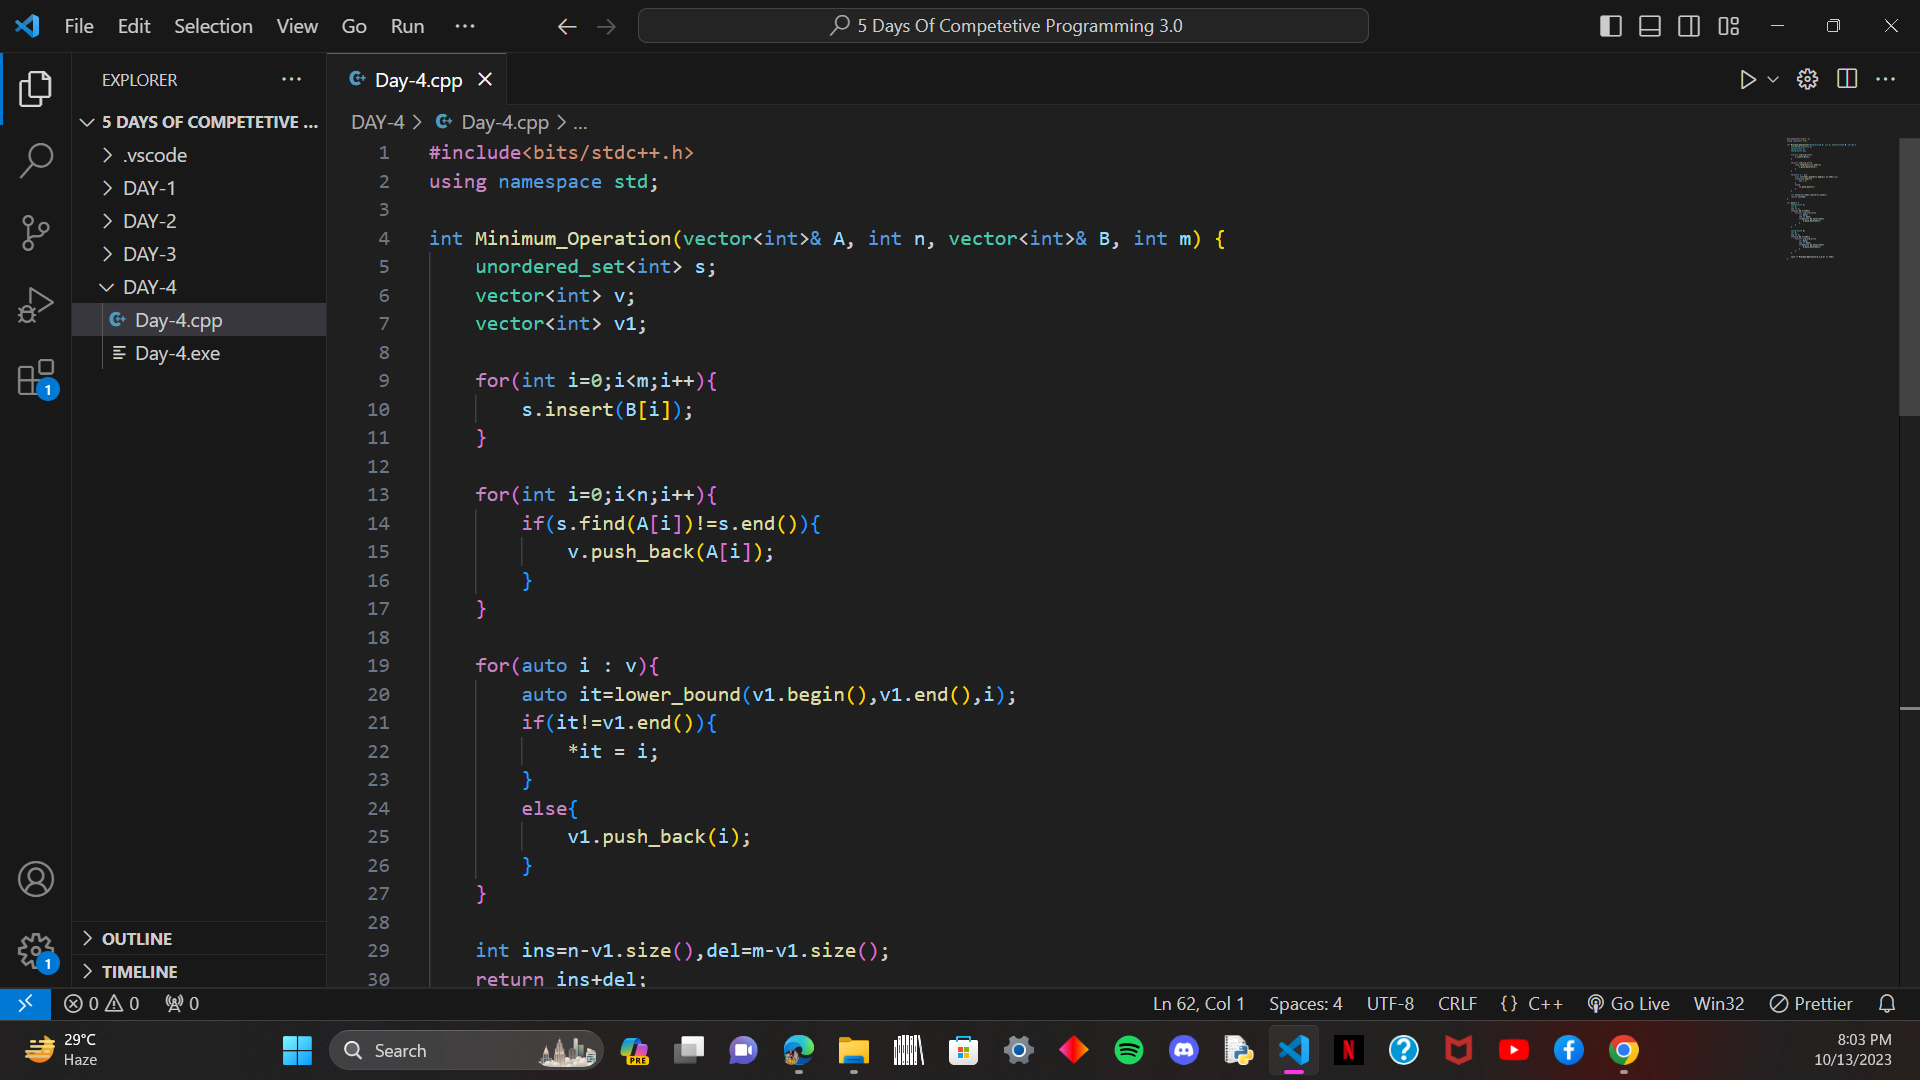 File Edit Selection View Go Run ...
5 Days Of Competetive Programming 3.0
EXPLORER
Day-4.cpp
5 DAYS OF COMPETETIVE ...
.vscode
DAY-1
DAY-2
DAY-3
DAY-4
Day-4.cpp
Day-4.exe
OUTLINE
TIMELINE
1
1
DAY-4 > Day-4.cpp > ...
1 #include<bits/stdc++.h>
2 using namespace std;
3
4 int Minimum_Operation(vector<int>& A, int n, vector<int>& B, int m) {
5     unordered_set<int> s;
6     vector<int> v;
7     vector<int> v1;
8
9     for(int i=0;i<m;i++){
10         s.insert(B[i]);
11     }
12
13     for(int i=0;i<n;i++){
14         if(s.find(A[i])!=s.end()){
15             v.push_back(A[i]);
16         }
17     }
18
19     for(auto i : v){
20         auto it=lower_bound(v1.begin(),v1.end(),i);
21         if(it!=v1.end()){
22             *it = i;
23         }
24         else{
25             v1.push_back(i);
26         }
27     }
28
29     int ins=n-v1.size(),del=m-v1.size();
30     return ins+del;
0 0 0
Ln 62, Col 1 Spaces: 4 UTF-8 CRLF {} C++ Go Live Win32 Prettier
29°C
Haze
Search
PRE
N
8:03 PM
10/13/2023